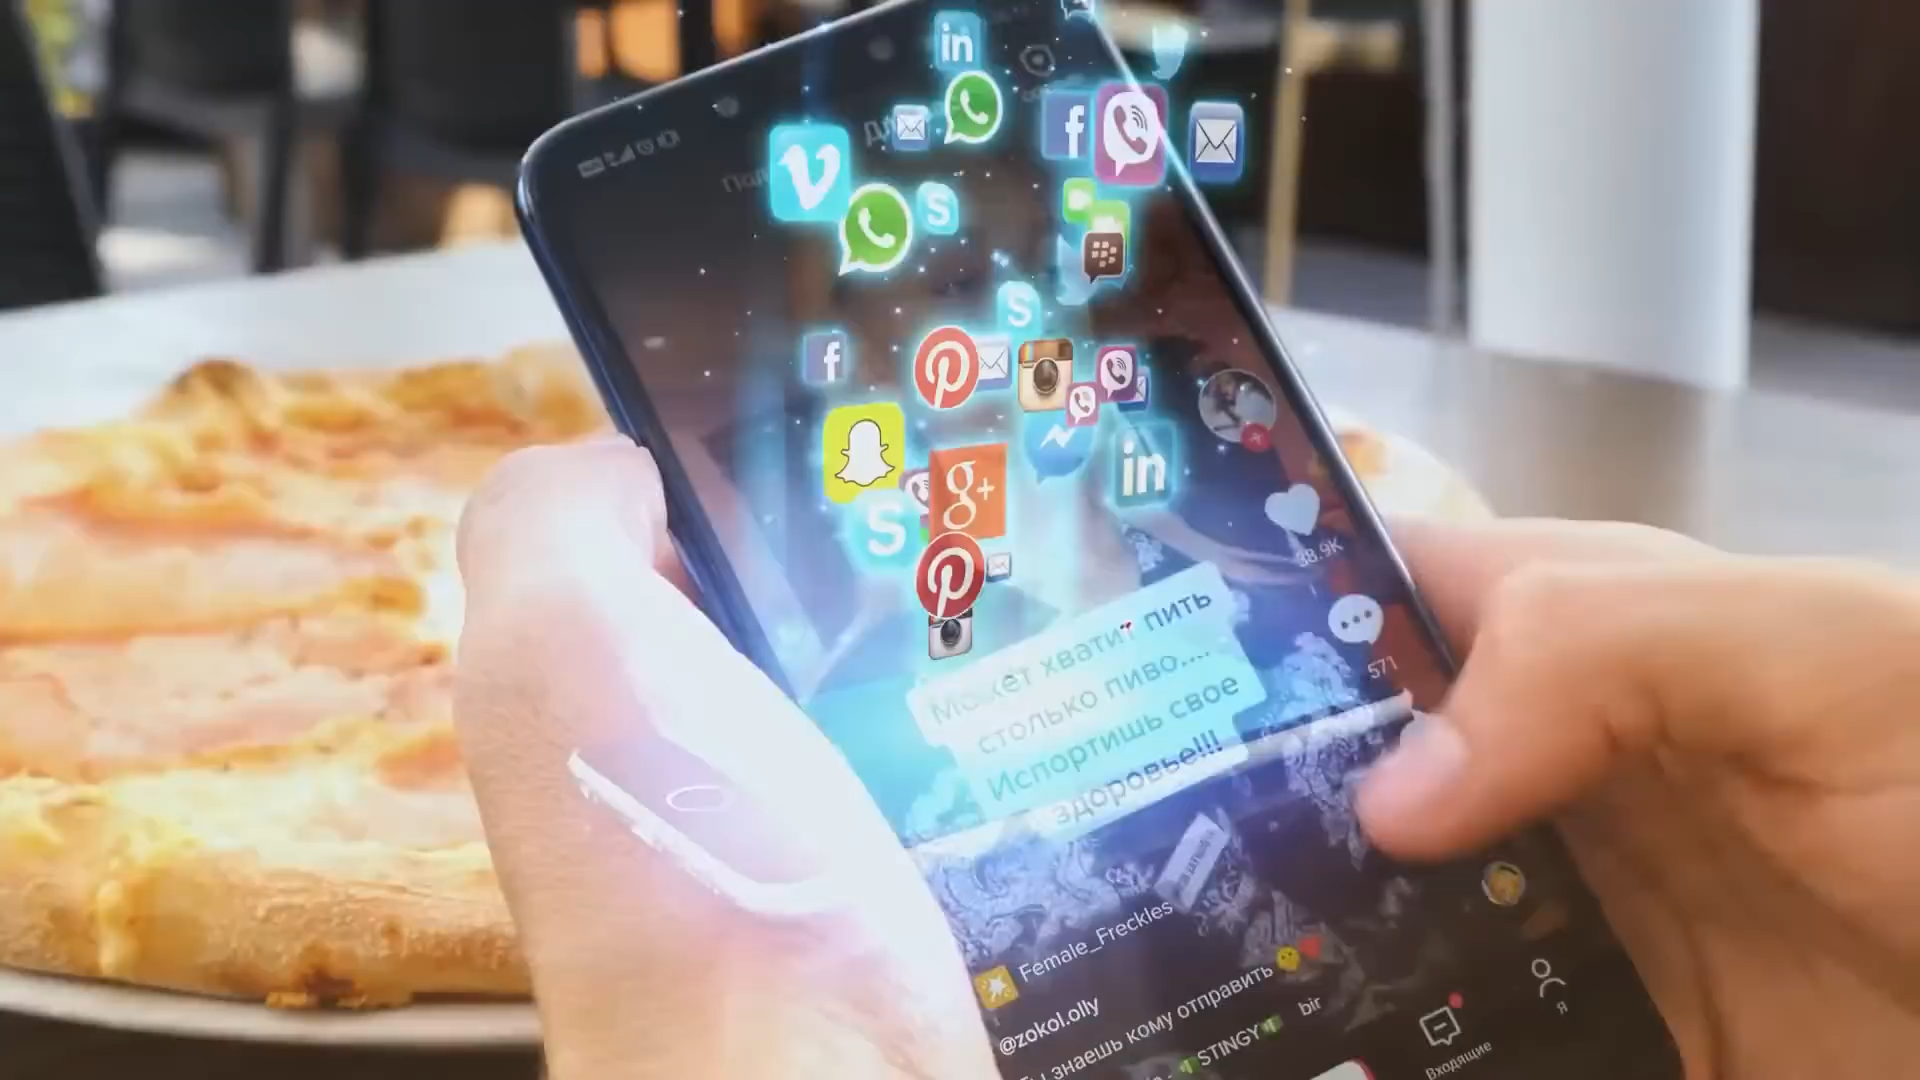 Может хватит пить
столько пиво....
Испортишь свое
здоровье!!!
38.9K
571
Female_Freckles
@zokol.olly
знаешь кому отправить
STINGY
bir
Входящие
Я